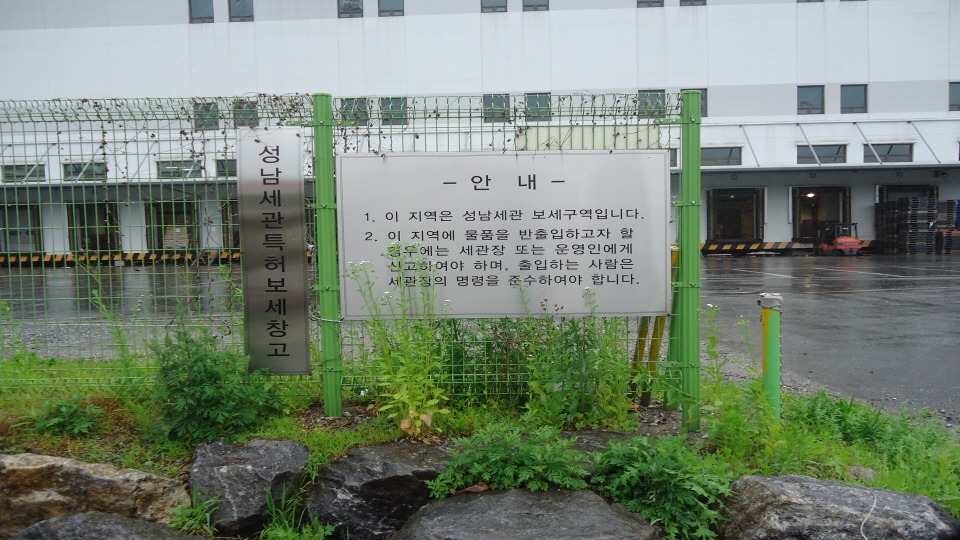 성남세관특허보세창고
- 안 내 -
1. 이 지역은 성남세관 보세구역입니다.
2. 이 지역에 물품을 반출입하고자 할
경우에는 세관장 또는 운영인에게
신고하여야 하며, 출입하는 사람은
세관장의 명령을 준수하여야 합니다.